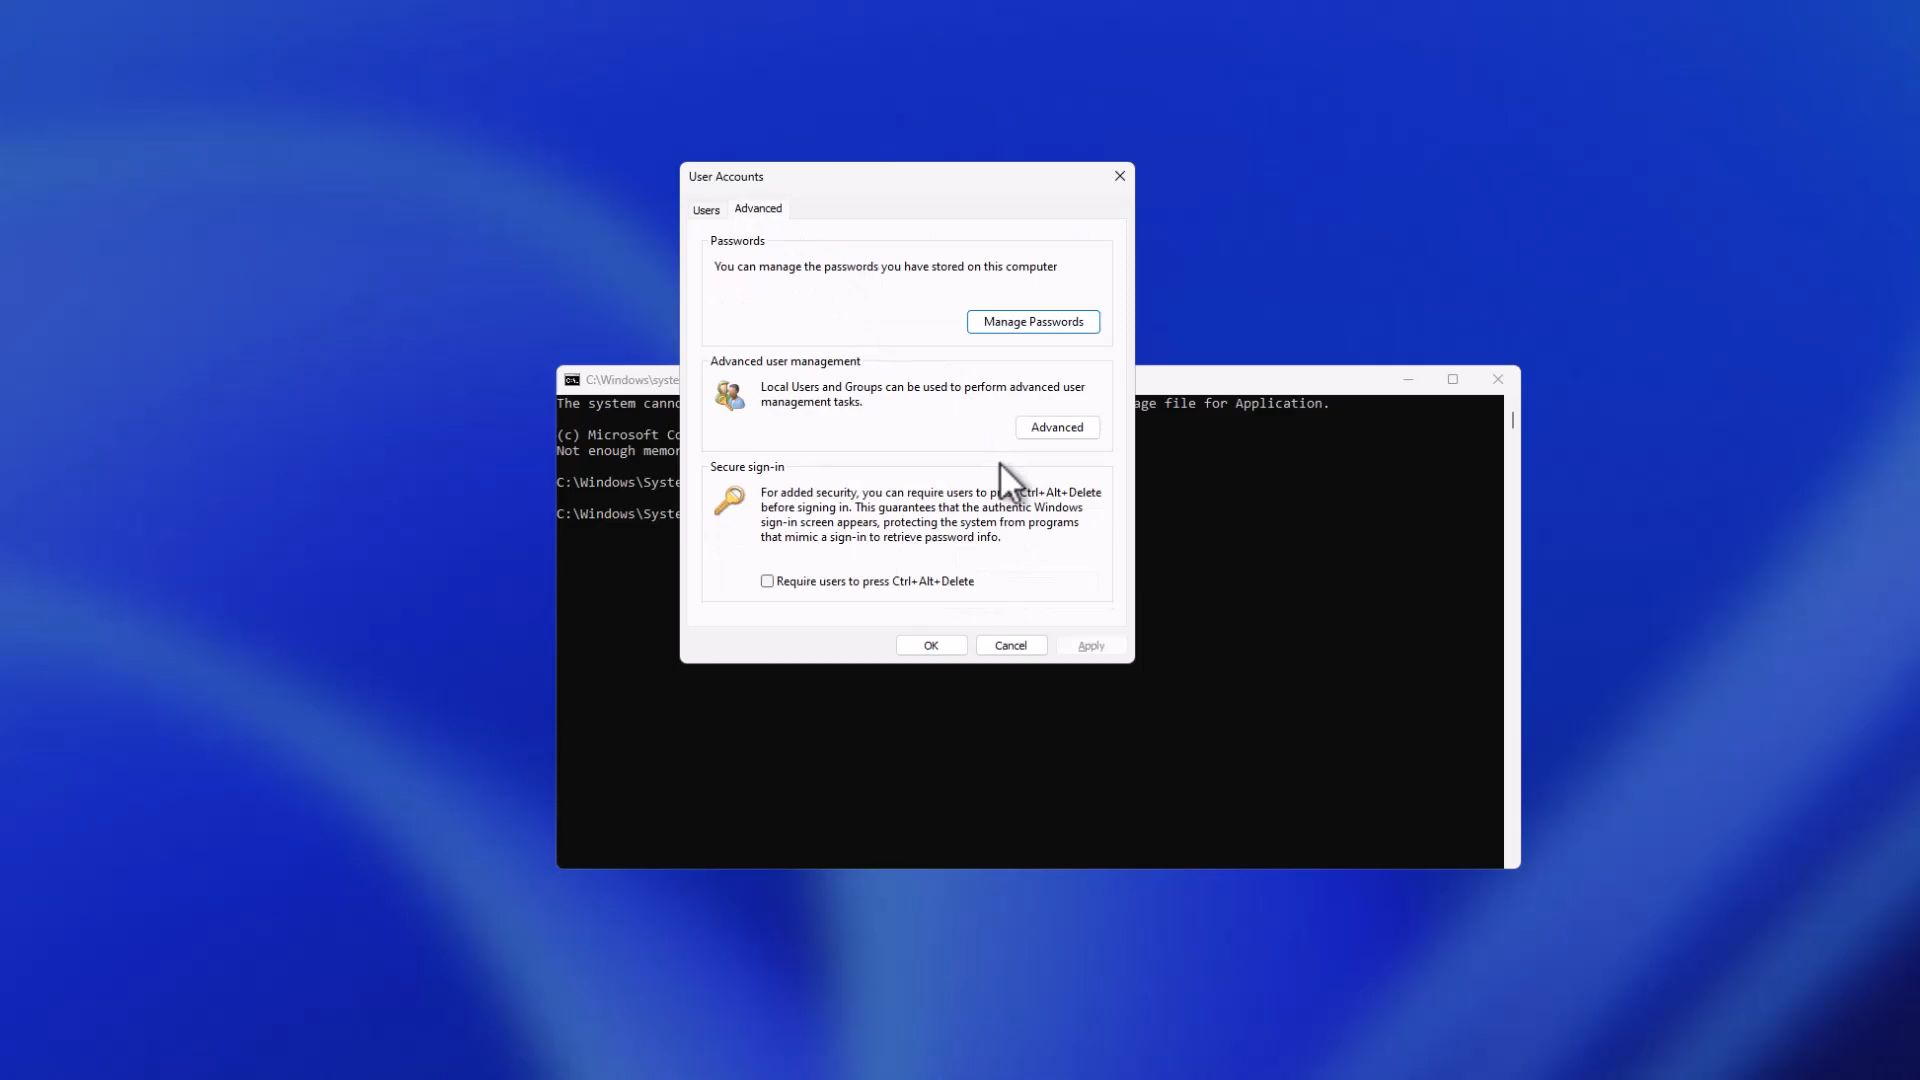 User Accounts
Users
Advanced
Passwords
You can manage the passwords you have stored on this computer
Manage Passwords
Advanced user management
Local Users and Groups can be used to perform advanced user
management tasks.
Advanced
Secure sign-in
For added security, you can require users to Ctrl+Alt+Delete
before signing in. This guarantees that the authentic Windows
sign-in screen appears, protecting the system from programs
that mimic a sign-in to retrieve password info.
Require users to press Ctrl+Alt+Delete
OK
Cancel
Apply
C:\Windows\syste
The system canno
age file for Application.
(c) Microsoft Co
Not enough memor
C:\Windows\Syste
C:\Windows\Syste